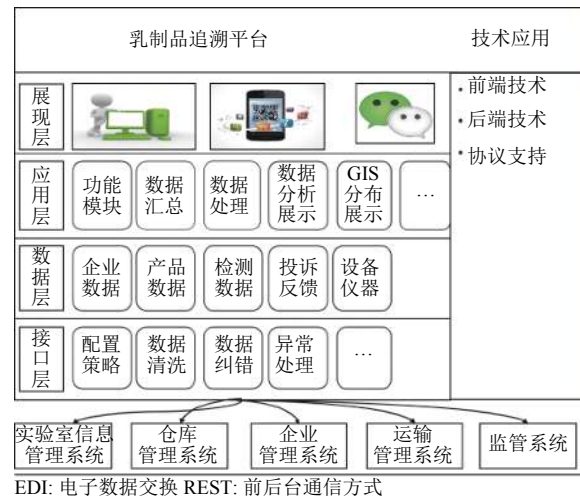 乳制品追溯平台
技术应用
展
现
层
· 前端技术
· 后端技术
· 协议支持
应
用
层
功能
模块
数据
汇总
数据
处理
数据
分析
展示
GIS
分布
展示
…
数
据
层
企业
数据
产品
数据
检测
数据
投诉
反馈
设备
仪器
接
口
层
配置
策略
数据
清洗
数据
纠错
异常
处理
…
实验室信息
管理系统
仓库
管理系统
企业
管理系统
运输
管理系统
监管系统
EDI: 电子数据交换 REST: 前后台通信方式